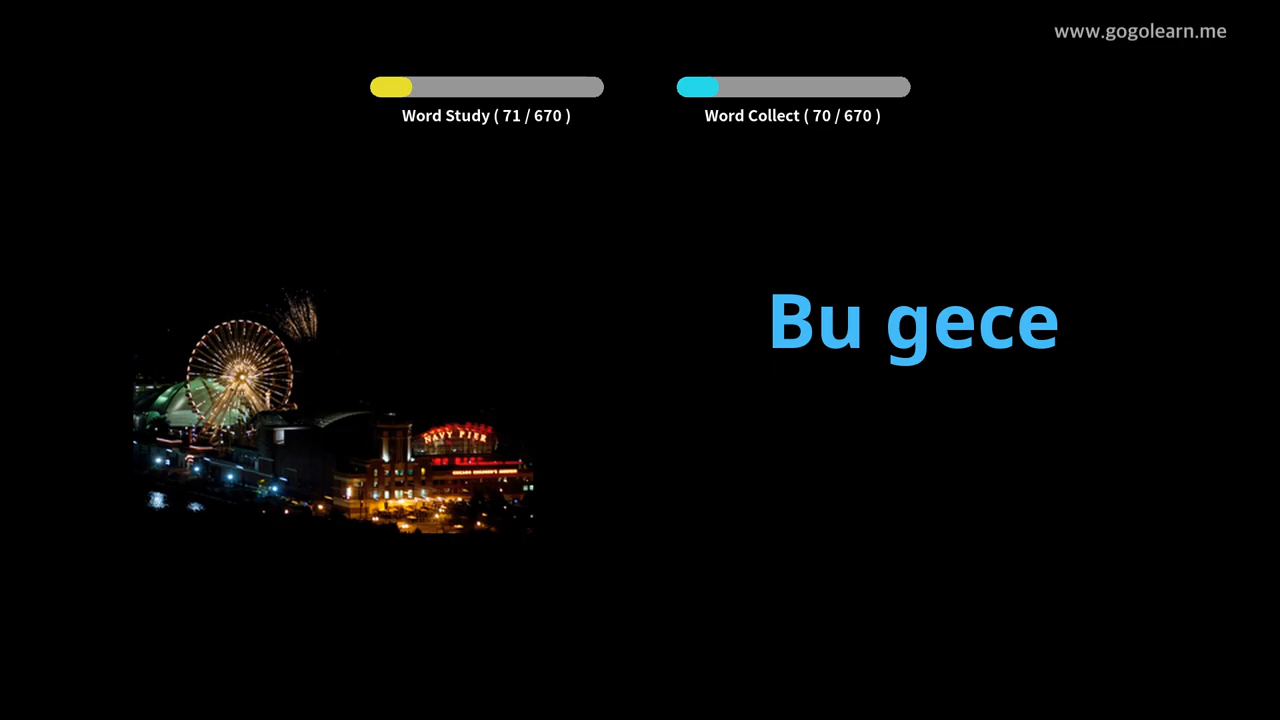 www.gogolearn.me
Word Study ( 71 / 670 )
Word Collect ( 70 / 670 )
Bu gece
NAVY PIER